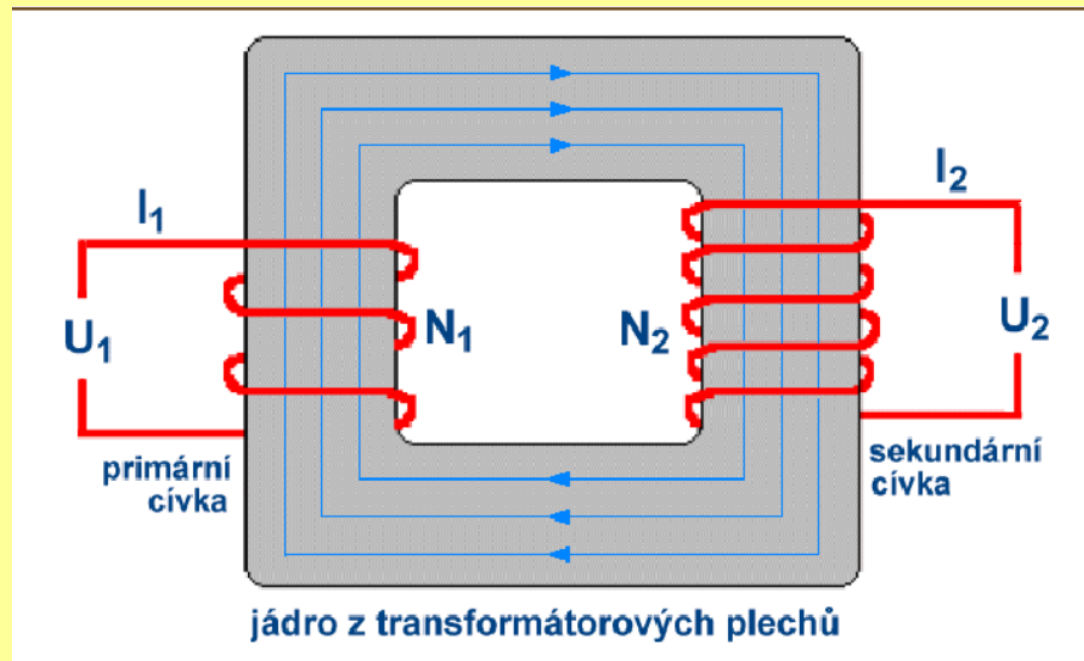 I₁
I₂
U₁
N₁
N₂
U₂
primární
cívka
sekundární
cívka
jádro z transformátorových plechů